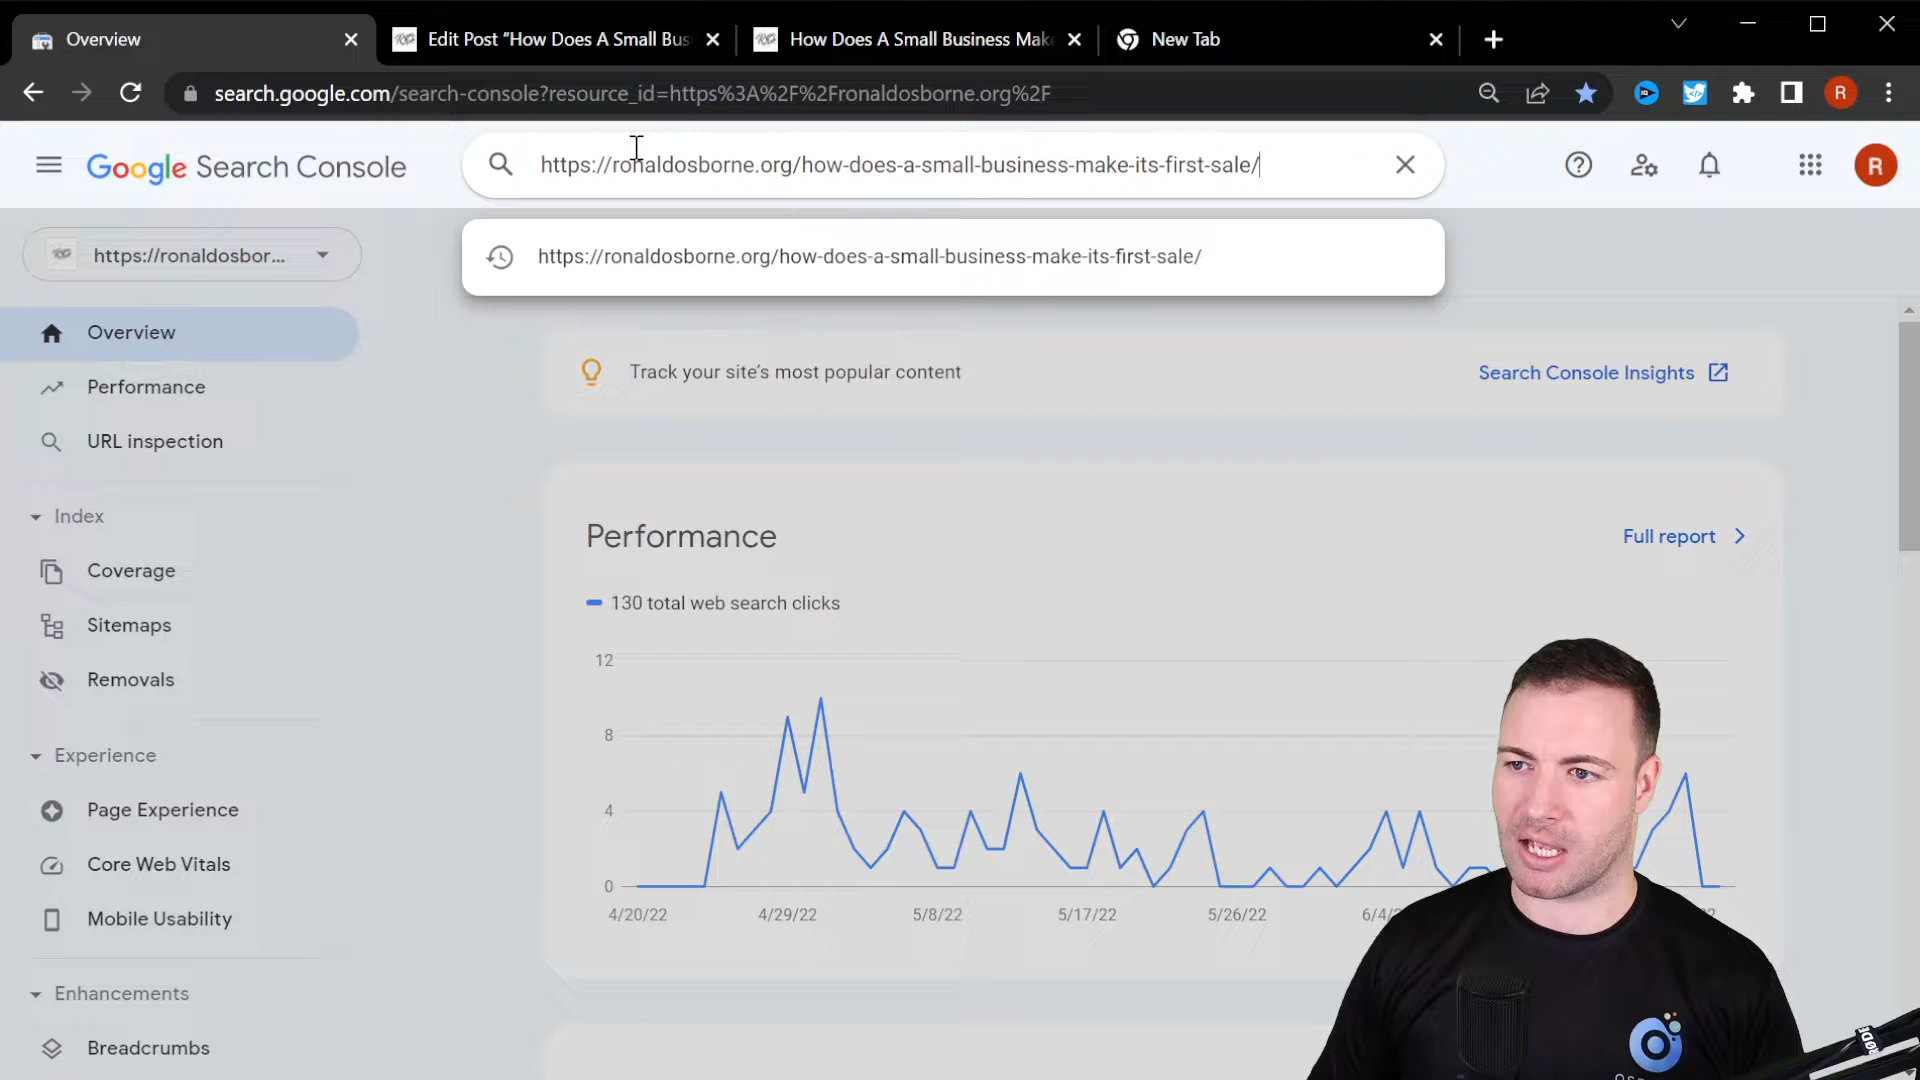 Overview
Edit Post “How Does A Small Bus
How Does A Small Business Mak
New Tab
search.google.com/search-console?resource_id=https%3A%2F%2Fronaldosborne.org%2F
R
Google Search Console
https://ronaldosborne.org/how-does-a-small-business-make-its-first-sale/
R
https://ronaldosbor...
https://ronaldosborne.org/how-does-a-small-business-make-its-first-sale/
Overview
Performance
URL inspection
Index
Coverage
Sitemaps
Removals
Experience
Page Experience
Core Web Vitals
Mobile Usability
Enhancements
Breadcrumbs
Track your site's most popular content
Search Console Insights
Performance
Full report
130 total web search clicks
12
8
4
0
4/20/22
4/29/22
5/8/22
5/17/22
5/26/22
RØDE